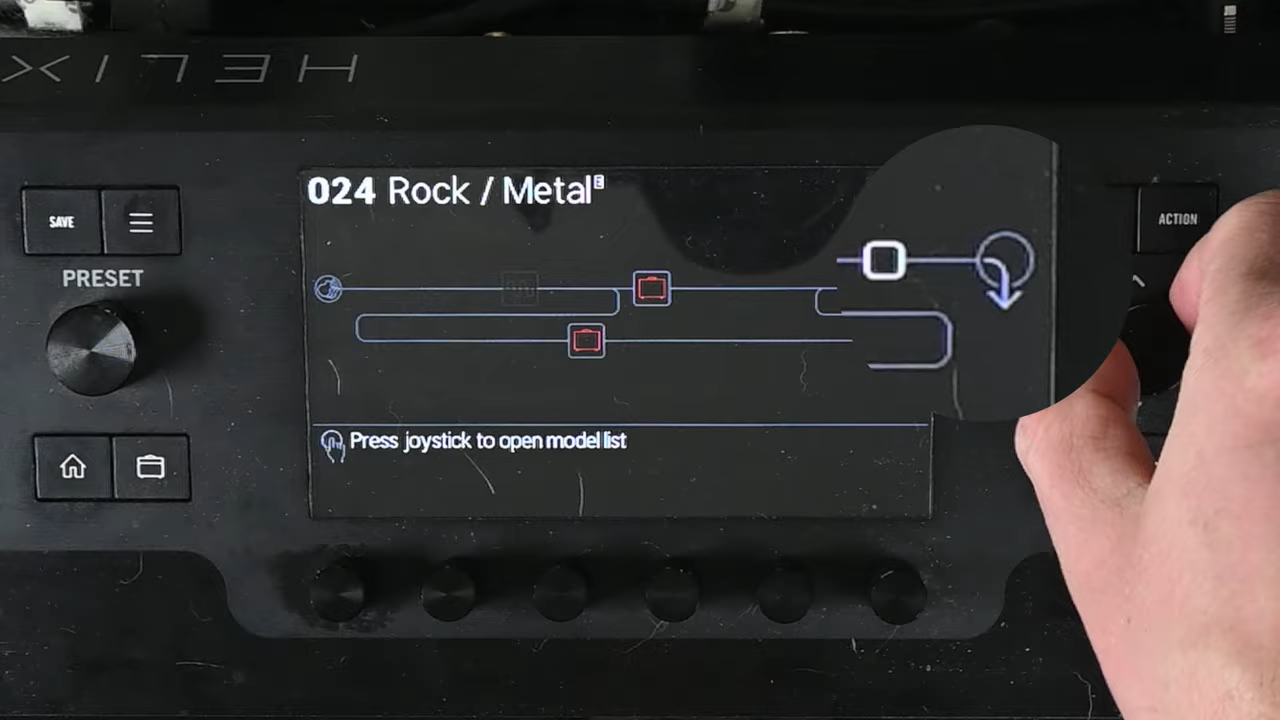 HELIX
024 Rock / Metal E
SAVE
ACTION
PRESET
Press joystick to open model list